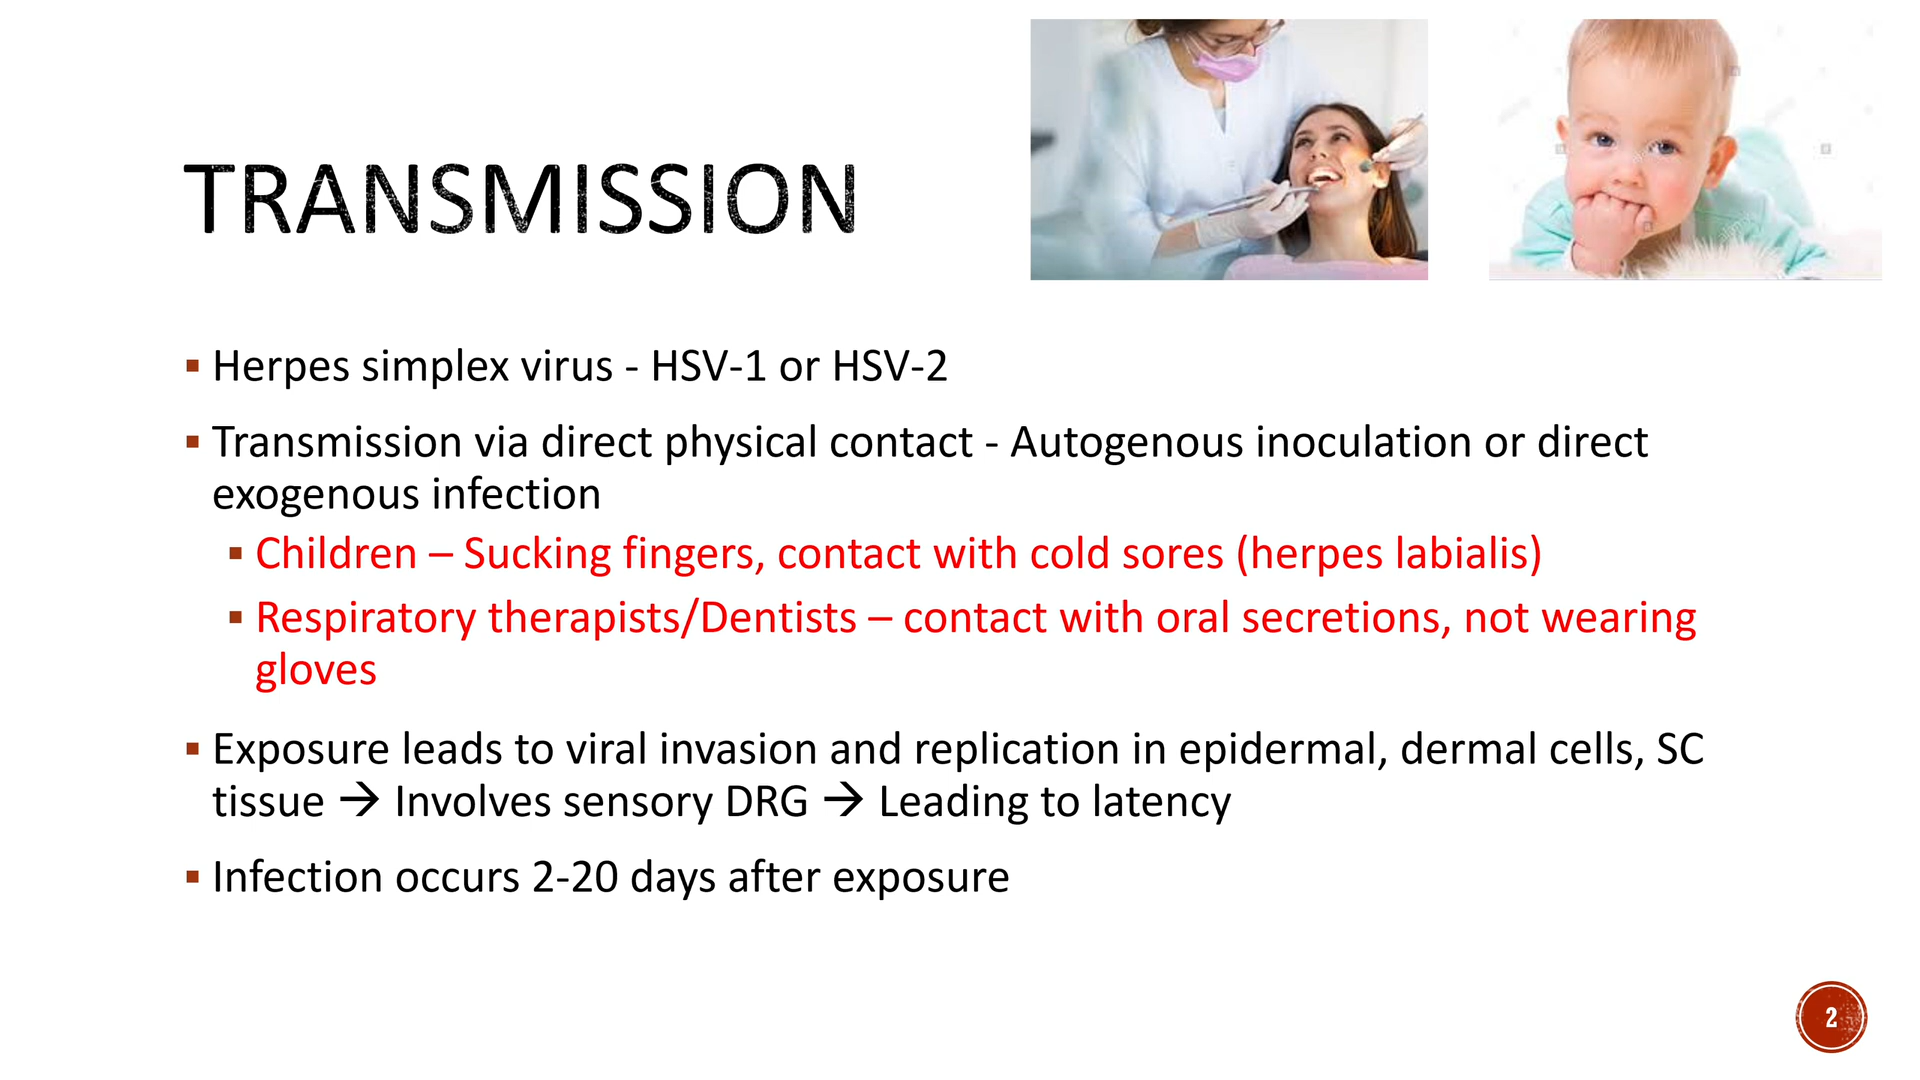 TRANSMISSION
▪ Herpes simplex virus - HSV-1 or HSV-2
▪ Transmission via direct physical contact - Autogenous inoculation or direct
exogenous infection
▪ Children – Sucking fingers, contact with cold sores (herpes labialis)
▪ Respiratory therapists/Dentists – contact with oral secretions, not wearing
gloves
▪ Exposure leads to viral invasion and replication in epidermal, dermal cells, SC
tissue → Involves sensory DRG → Leading to latency
▪ Infection occurs 2-20 days after exposure
2